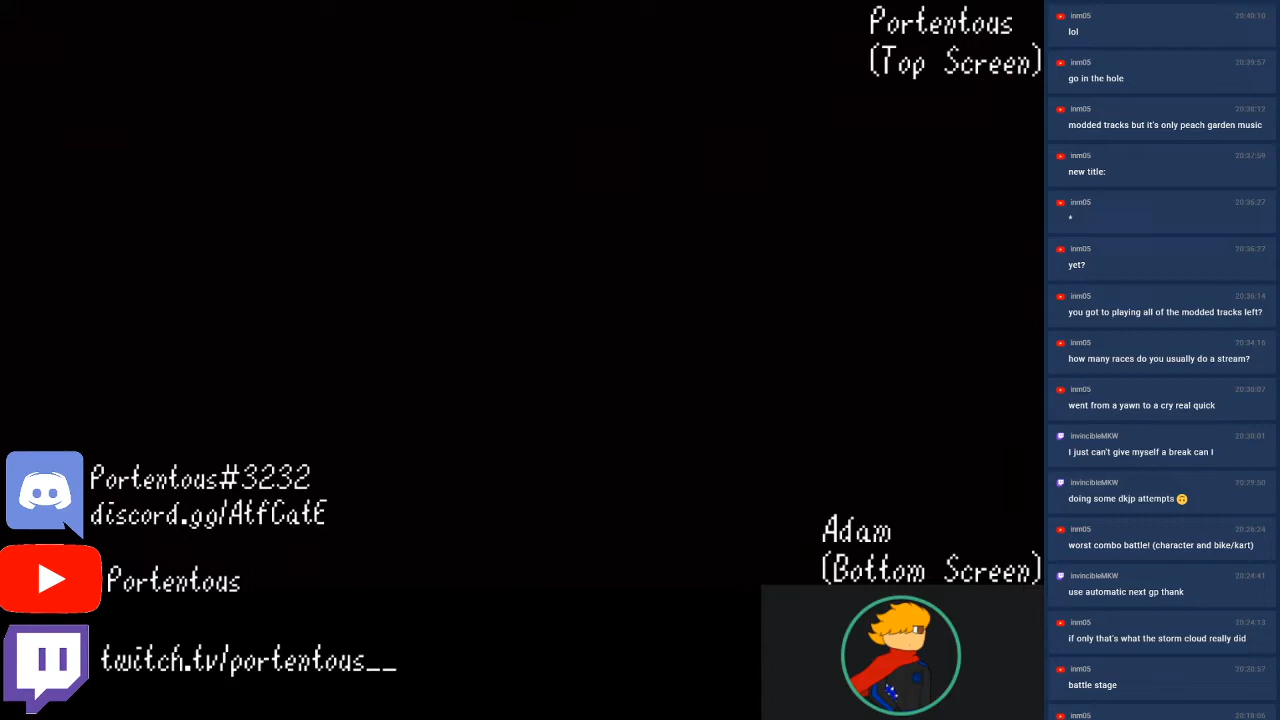 Portentous
(Top Screen)
Portentous#3232
discord.gg/AtfCatE
Portentous
twitch.tv/portentous__
Adam
(Bottom Screen)
inm05 20:40:10
lol
inm05 20:39:57
go in the hole
inm05 20:38:12
modded tracks but it's only peach garden music
inm05 20:37:59
new title:
inm05 20:36:27
*
inm05 20:36:22
yet?
inm05 20:36:14
you got to playing all of the modded tracks left?
inm05 20:34:16
how many races do you usually do a stream?
inm05 20:30:07
went from a yawn to a cry real quick
invincibleMKW 20:30:01
I just can't give myself a break can I
invincibleMKW 20:29:50
doing some dkjp attempts 🙃
inm05 20:26:24
worst combo battle! (character and bike/kart)
invincibleMKW 20:24:41
use automatic next gp thank
inm05 20:24:13
if only that's what the storm cloud really did
inm05 20:20:57
battle stage
inm05 20:18:06